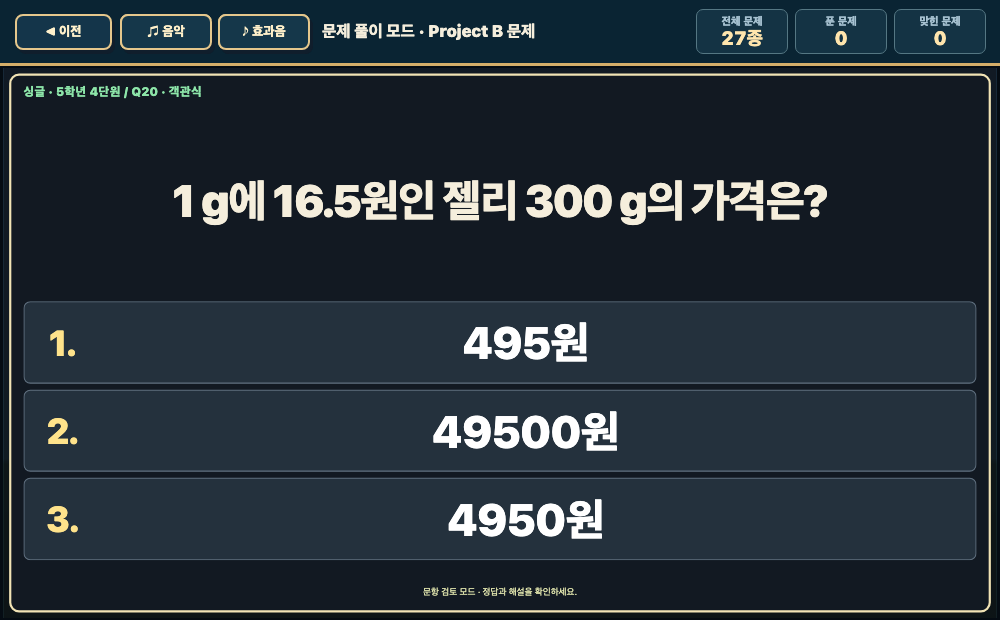 ◀ 이전
♫ 음악
♪ 효과음
문제 풀이 모드 · Project B 문제
전체 문제
27종
푼 문제
0
맞힌 문제
0
싱글 · 5학년 4단원 / Q20 · 객관식
1 g에 16.5원인 젤리 300 g의 가격은?
1. 495원
2. 49500원
3. 4950원
문항 검토 모드 · 정답과 해설을 확인하세요.